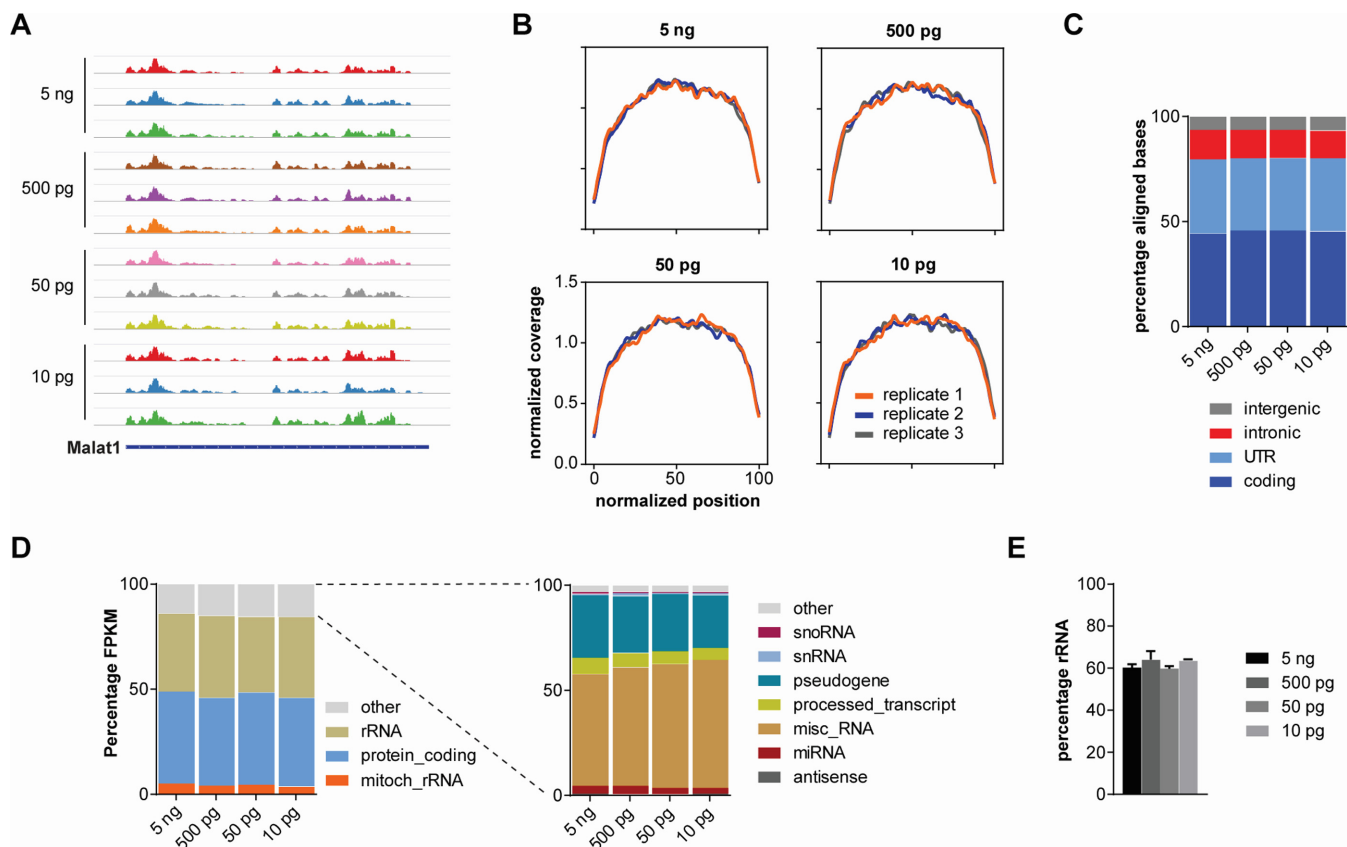 A
5 ng
500 pg
50 pg
10 pg
Malat1
B
5 ng
500 pg
50 pg
10 pg
normalized coverage
1.5
1.0
0.5
0.0
0
50
100
normalized position
replicate 1
replicate 2
replicate 3
C
percentage aligned bases
100
50
0
5 ng
500 pg
50 pg
10 pg
intergenic
intronic
UTR
coding
D
Percentage FPKM
100
50
0
5 ng
500 pg
50 pg
10 pg
other
rRNA
protein_coding
mitoch_rRNA
100
50
0
5 ng
500 pg
50 pg
10 pg
other
snoRNA
snRNA
pseudogene
processed_transcript
misc_RNA
miRNA
antisense
E
percentage rRNA
100
80
60
40
20
0
5 ng
500 pg
50 pg
10 pg